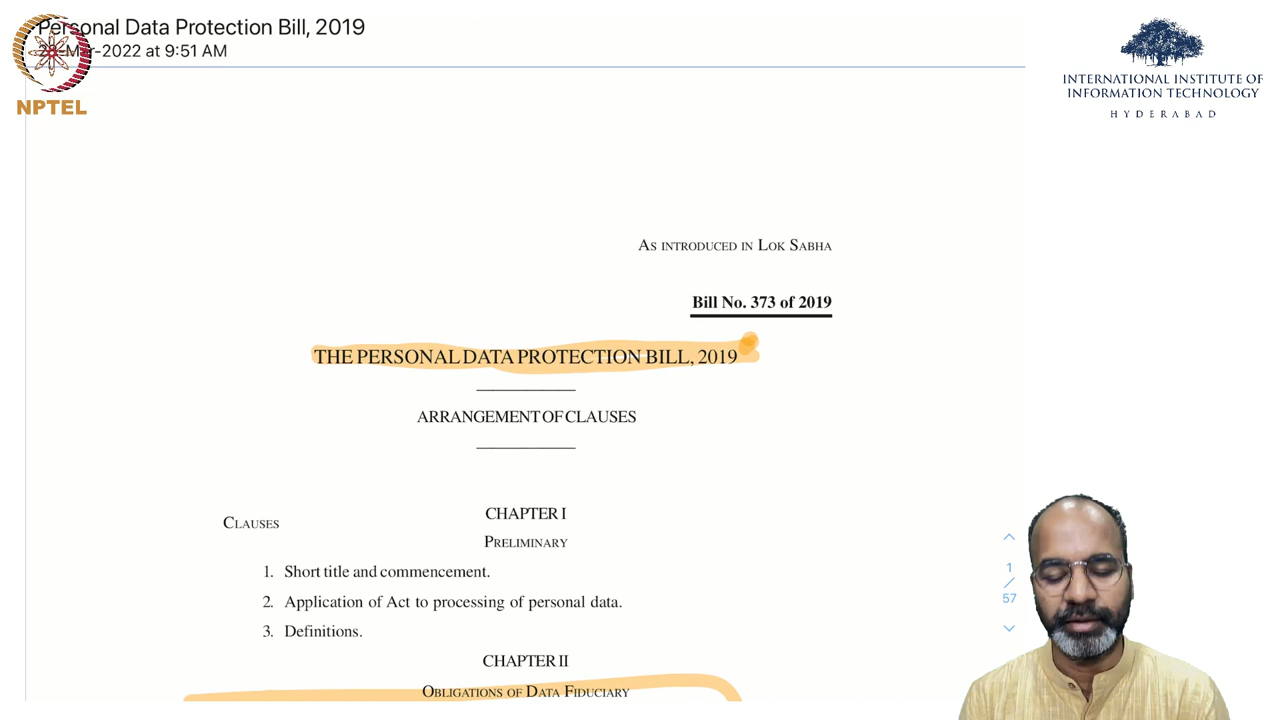 Personal Data Protection Bill, 2019
-2022 at 9:51 AM
NPTEL
INTERNATIONAL INSTITUTE OF
INFORMATION TECHNOLOGY
HYDERABAD
AS INTRODUCED IN LOK SABHA
Bill No. 373 of 2019
THE PERSONAL DATA PROTECTION BILL, 2019
ARRANGEMENT OF CLAUSES
CHAPTER I
CLAUSES
PRELIMINARY
1. Short title and commencement.
2. Application of Act to processing of personal data.
3. Definitions.
CHAPTER II
OBLIGATIONS OF DATA FIDUCIARY
1
/
57